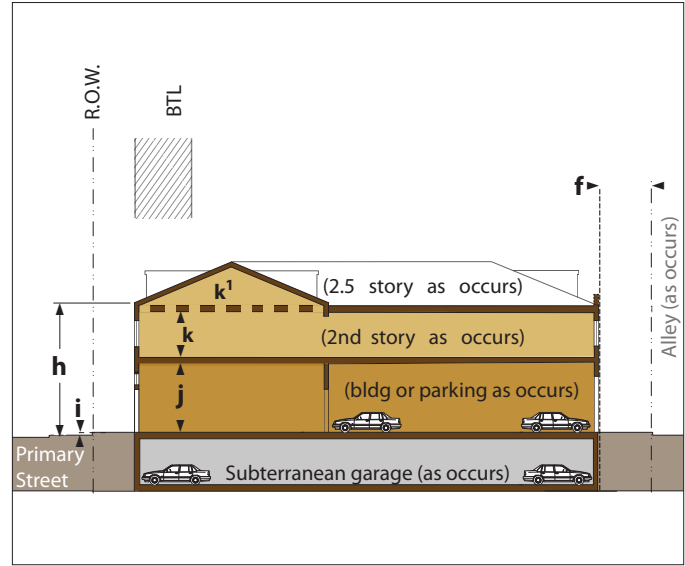 R.O.W.
BTL
f
Alley (as occurs)
k¹
(2.5 story as occurs)
k
(2nd story as occurs)
h
j
(bldg or parking as occurs)
i
Primary
Street
Subterranean garage (as occurs)